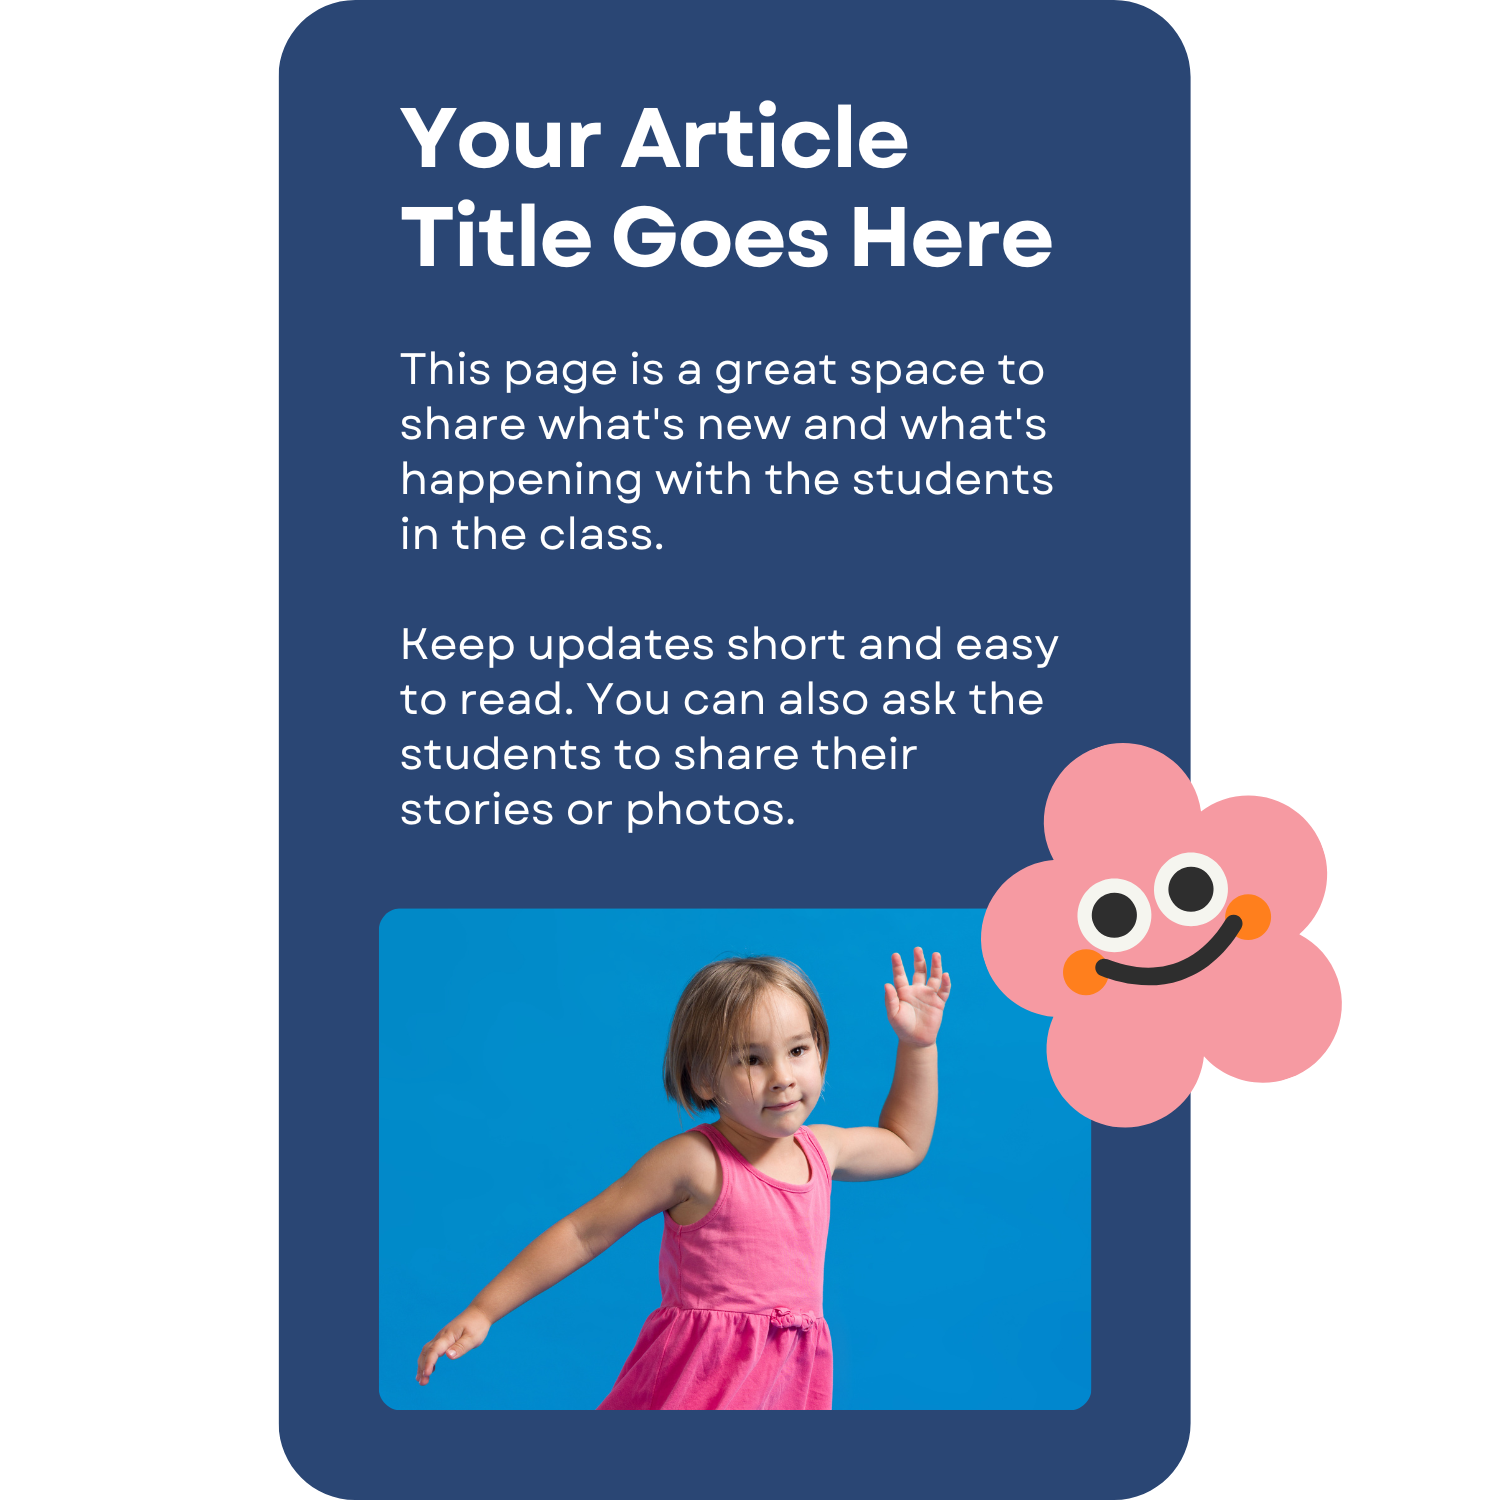 Your Article
Title Goes Here
This page is a great space to
share what's new and what's
happening with the students
in the class.
Keep updates short and easy
to read. You can also ask the
students to share their
stories or photos.